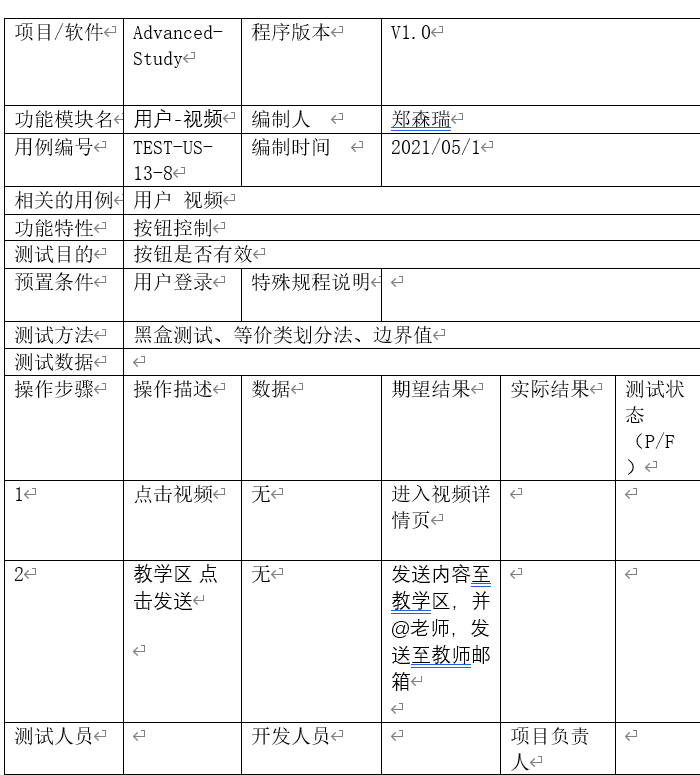 项目/软件 Advanced-Study 程序版本 V1.0
功能模块名 用户-视频 编制人 郑森瑞
用例编号 TEST-US-13-8 编制时间 2021/05/1
相关的用例 用户 视频
功能特性 按钮控制
测试目的 按钮是否有效
预置条件 用户登录 特殊规程说明
测试方法 黑盒测试、等价类划分法、边界值
测试数据
操作步骤 操作描述 数据 期望结果 实际结果 测试状态（P/F）
1 点击视频 无 进入视频详情页
2 教学区 点击发送 无 发送内容至教学区，并@老师，发送至教师邮箱
测试人员 开发人员 项目负责人